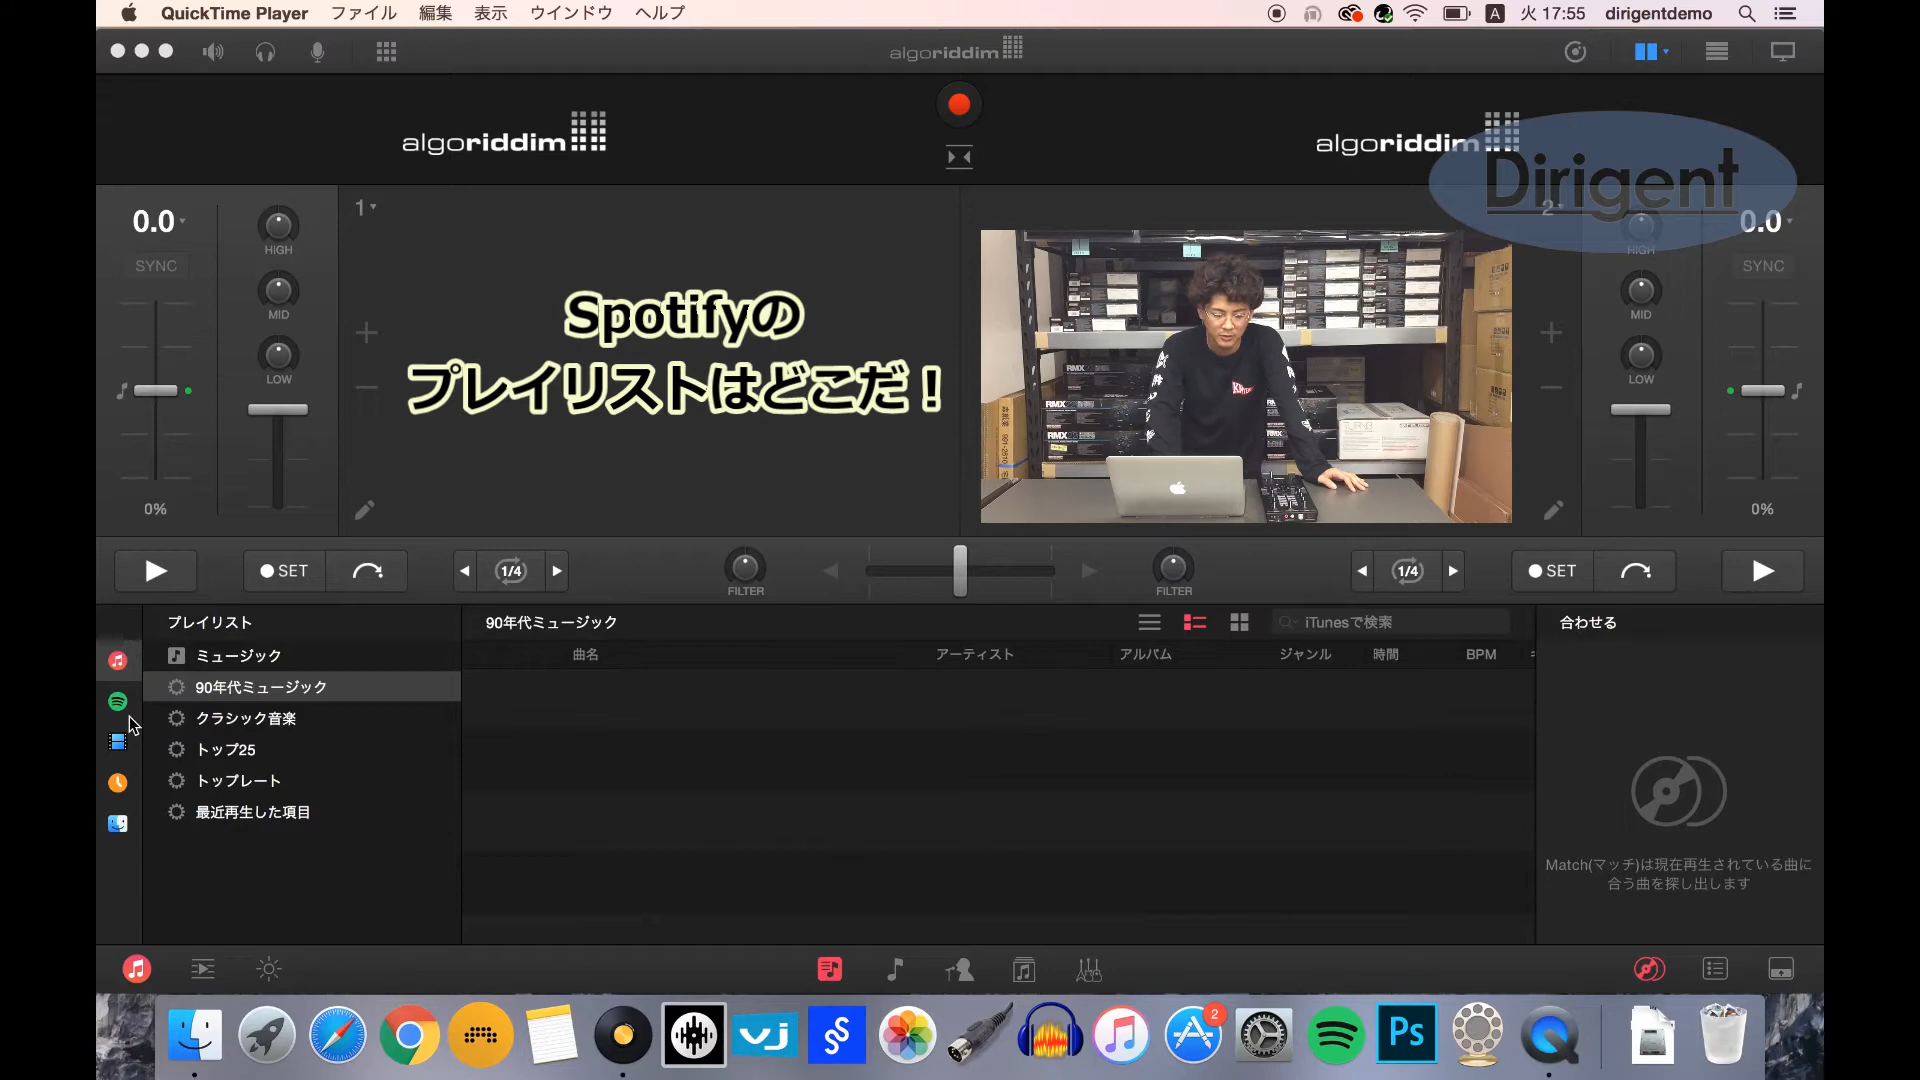 QuickTime Player ファイル 編集 表示 ウインドウ ヘルプ
A 火 17:55 dirigentdemo
algoriddim
algoriddim
algoriddim
Dirigent
0.0
SYNC
HIGH
MID
LOW
0%
1
Spotifyの
プレイリストはどこだ！
RMX
RMX
RMX
2
0.0
SYNC
HIGH
MID
LOW
0%
SET
1/4
FILTER
FILTER
1/4
SET
プレイリスト
ミュージック
90年代ミュージック
クラシック音楽
トップ25
トップレート
最近再生した項目
90年代ミュージック
iTunesで検索
曲名 アーティスト アルバム ジャンル 時間 BPM
合わせる
Match(マッチ)は現在再生されている曲に
合う曲を探し出します
vj
2
Ps